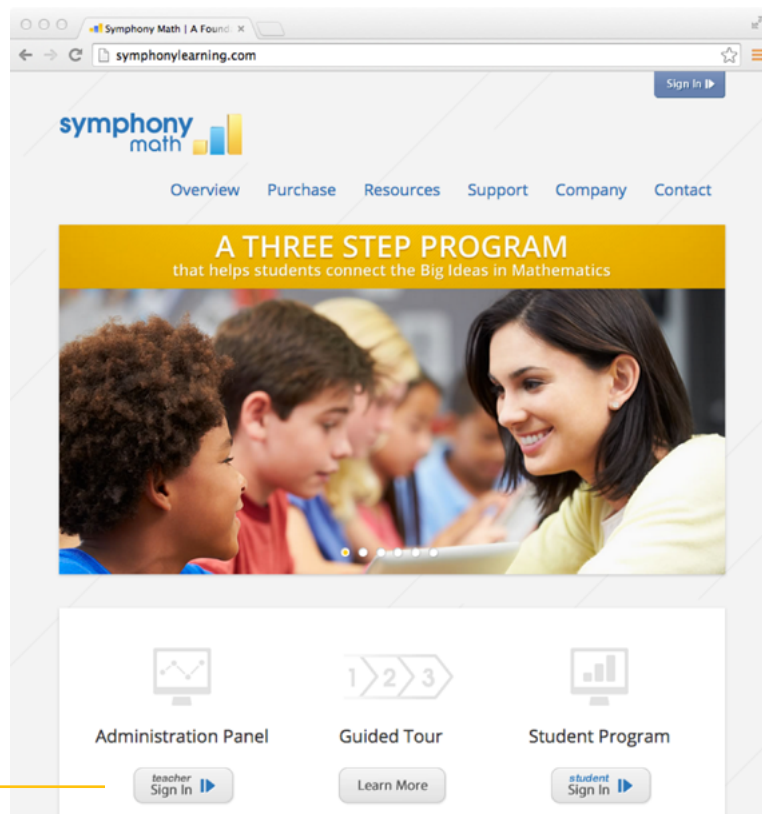 Symphony Math | A Found
symphonylearning.com
Sign In
symphony
math
Overview Purchase Resources Support Company Contact
A THREE STEP PROGRAM
that helps students connect the Big Ideas in Mathematics
1 2 3
Administration Panel Guided Tour Student Program
teacher
Sign In
Learn More
student
Sign In